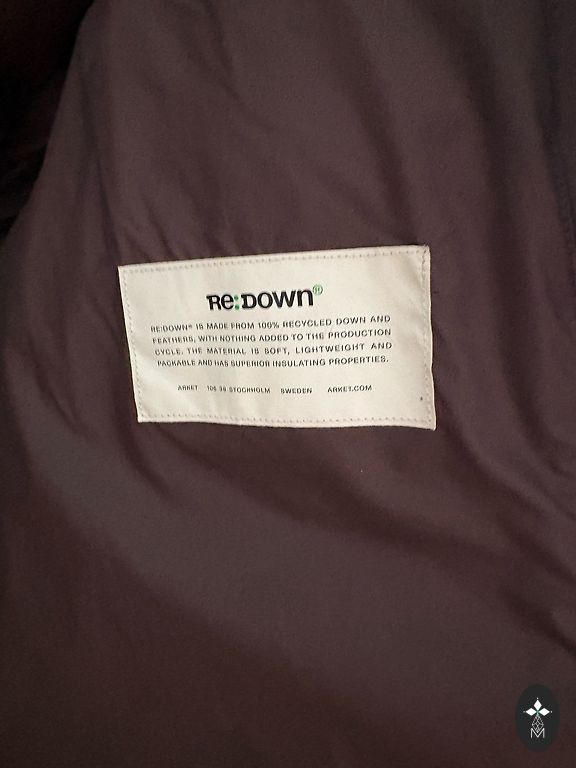 RE:DOWN®
RE:DOWN® IS MADE FROM 100% RECYCLED DOWN AND
FEATHERS, WITH NOTHING ADDED TO THE PRODUCTION
CYCLE. THE MATERIAL IS SOFT, LIGHTWEIGHT AND
PACKABLE AND HAS SUPERIOR INSULATING PROPERTIES.
ARKET 106 38 STOCKHOLM SWEDEN ARKET.COM
M